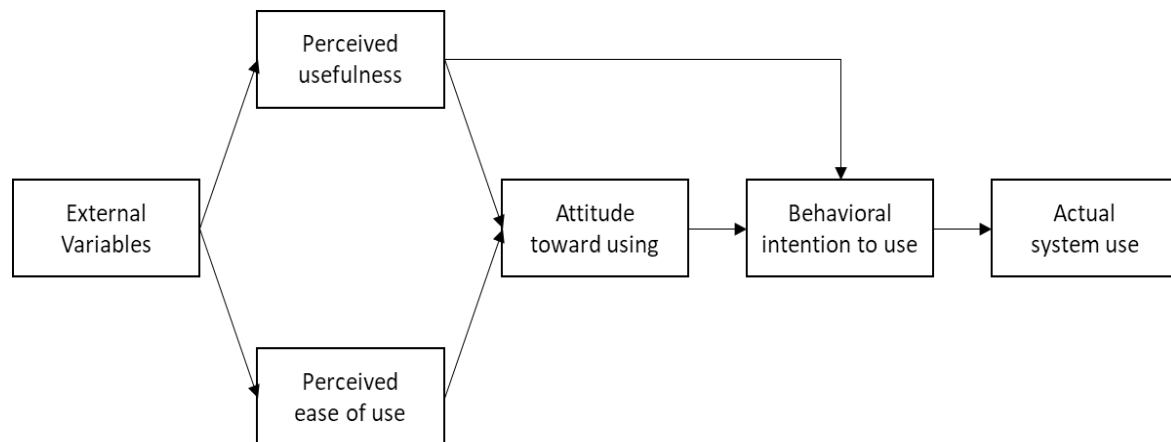 Perceived
usefulness
External
Variables
Attitude
toward using
Behavioral
intention to use
Actual
system use
Perceived
ease of use